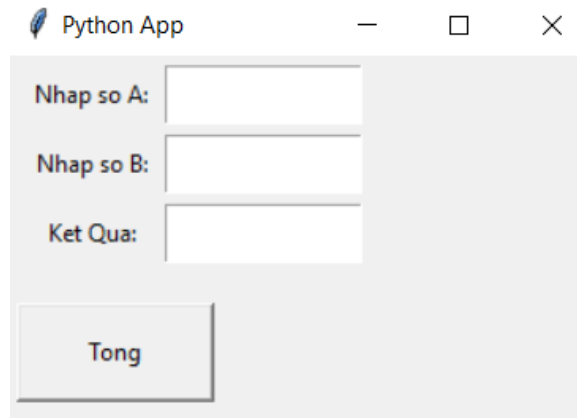 Python App
Nhap so A:
Nhap so B:
Ket Qua:
Tong